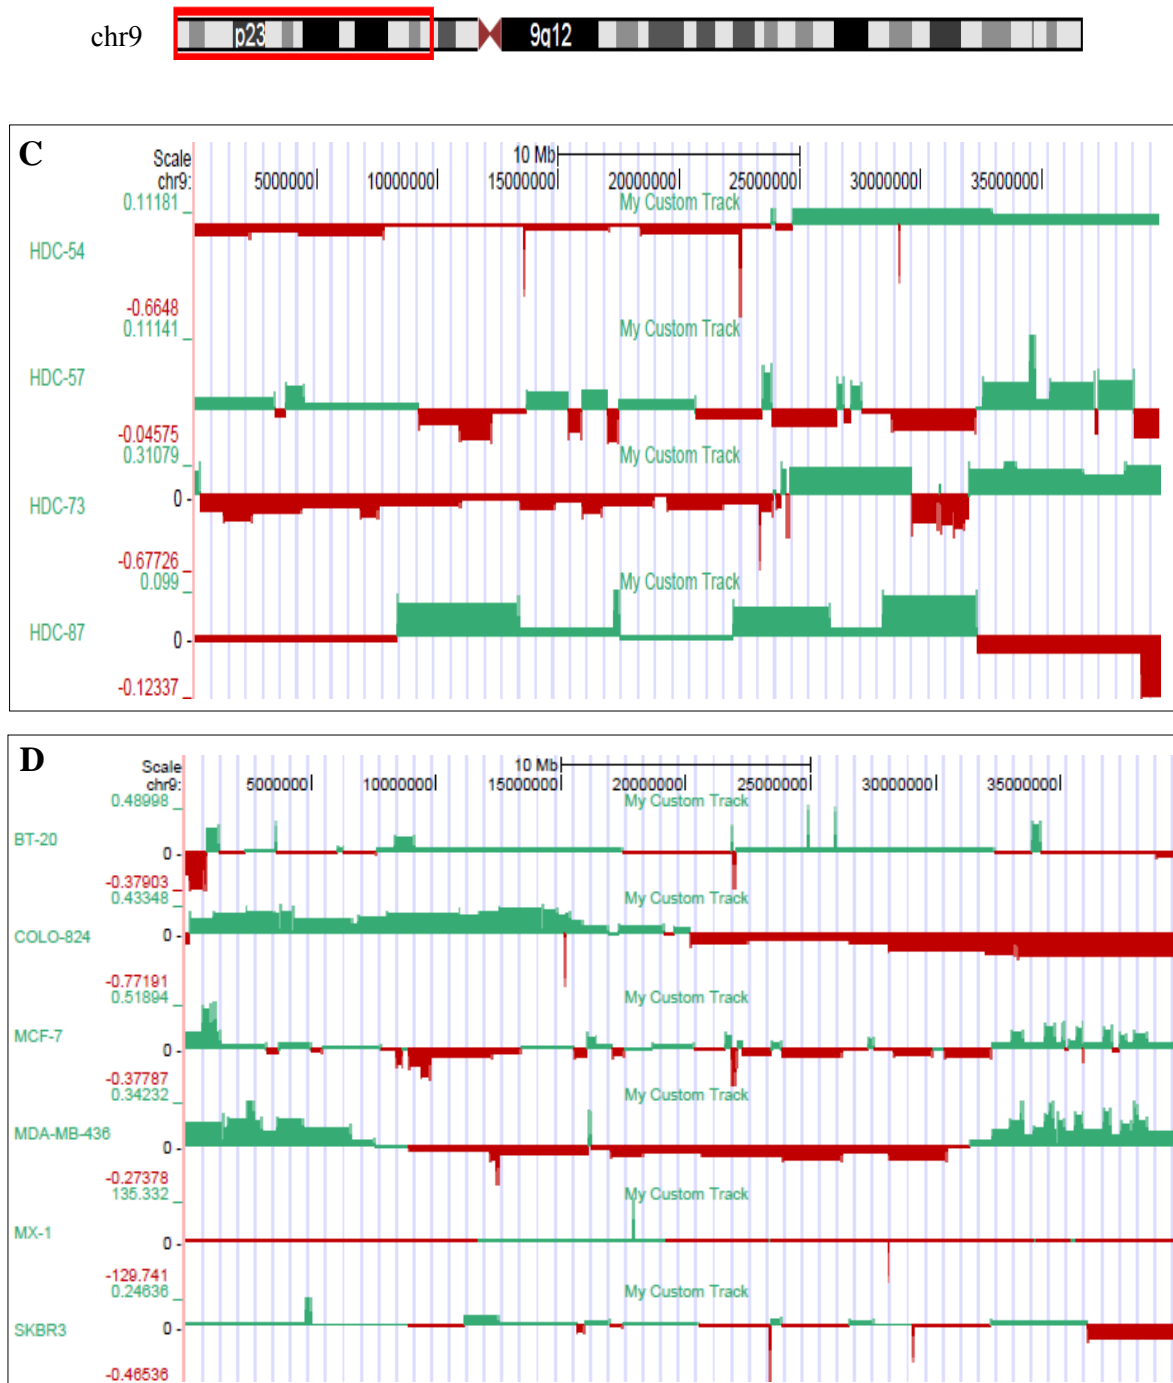 chr9 p23 9q12
C
Scale 10 Mb
chr9: 5000000 10000000 15000000 20000000 25000000 30000000 35000000
0.11181 _ My Custom Track
HDC-54
-0.6648 _
0.11141 _ My Custom Track
HDC-57
-0.04575 _
0.31079 _ My Custom Track
HDC-73 0 -
-0.67726 _
0.099 _ My Custom Track
HDC-87 0 -
-0.12337 _
D
Scale 10 Mb
chr9: 5000000 10000000 15000000 20000000 25000000 30000000 35000000
0.48998 _ My Custom Track
BT-20 0 -
-0.37903 _
0.43348 _ My Custom Track
COLO-824 0 -
-0.77191
0.51894 _ My Custom Track
MCF-7 0 -
-0.37787
0.34232 _ My Custom Track
MDA-MB-436 0 -
-0.27378
135.332 _ My Custom Track
MX-1 0 -
-129.741
0.24636 _ My Custom Track
SKBR3 0 -
-0.46536